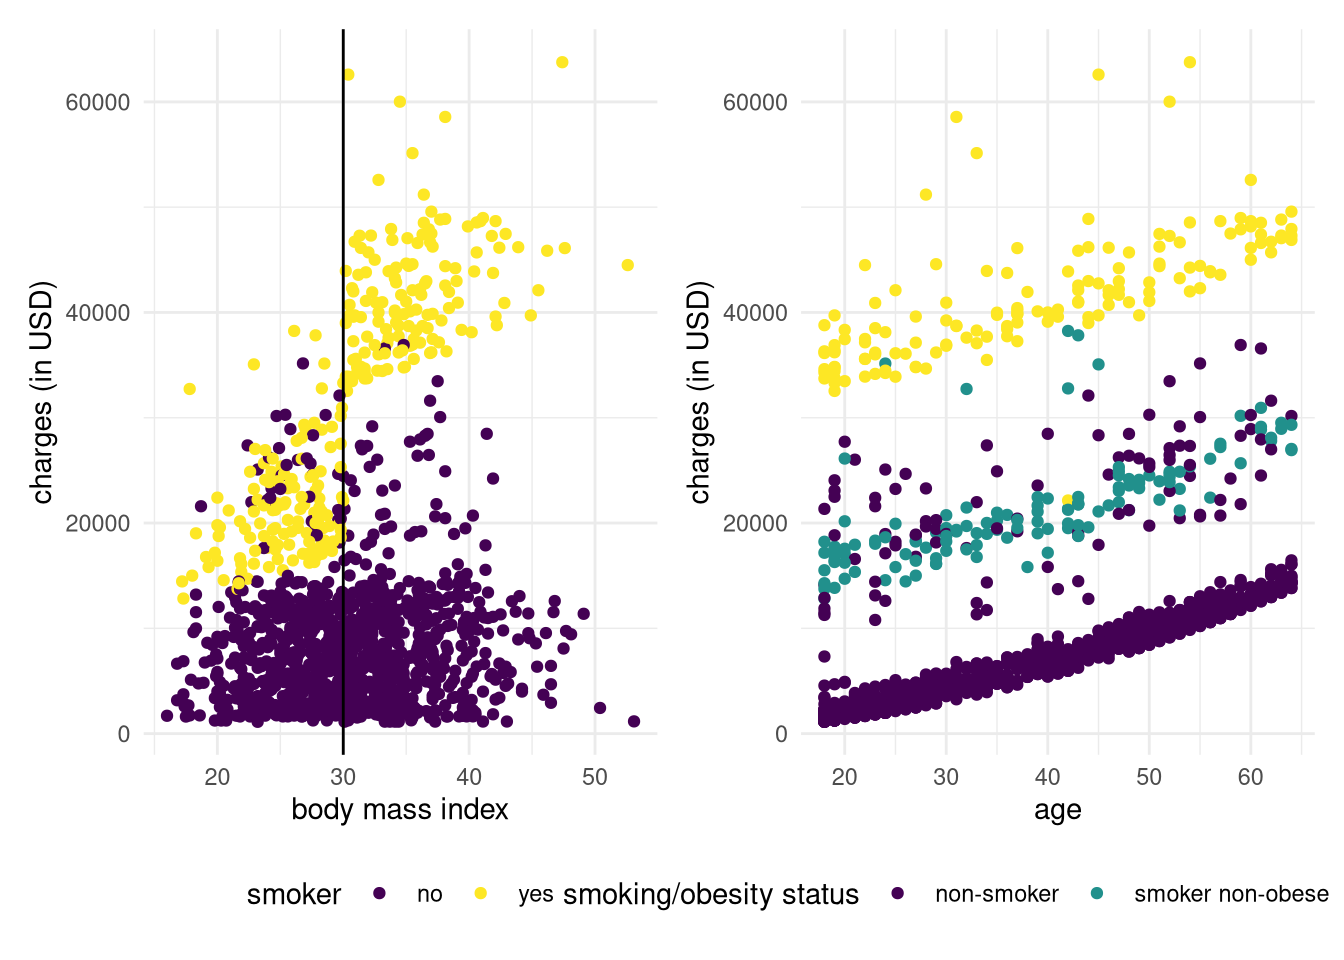 charges (in USD)
60000
40000
20000
0
20 30 40 50
body mass index
charges (in USD)
60000
40000
20000
0
20 30 40 50 60
age
smoker no yes smoking/obesity status non-smoker smoker non-obese